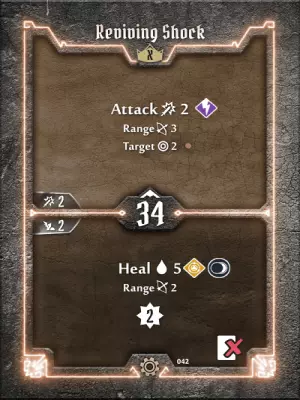 Reviving Shock
X
Attack 2
Range 3
Target 2
2
34
2
Heal 5
Range 2
2
042